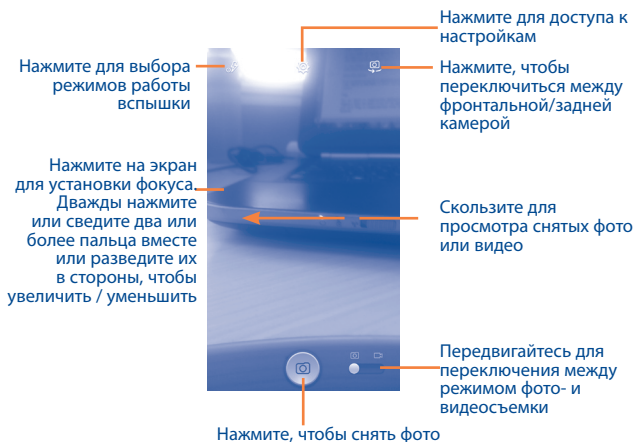 Нажмите для доступа к
настройкам
Нажмите для выбора
режимов работы
вспышки
Нажмите, чтобы
переключиться между
фронтальной/задней
камерой
Нажмите на экран
для установки фокуса.
Дважды нажмите
или сведите два или
более пальца вместе
или разведите их
в стороны, чтобы
увеличить / уменьшить
Скользите для
просмотра снятых фото
или видео
Передвигайтесь для
переключения между
режимом фото- и
видеосъемки
Нажмите, чтобы снять фото